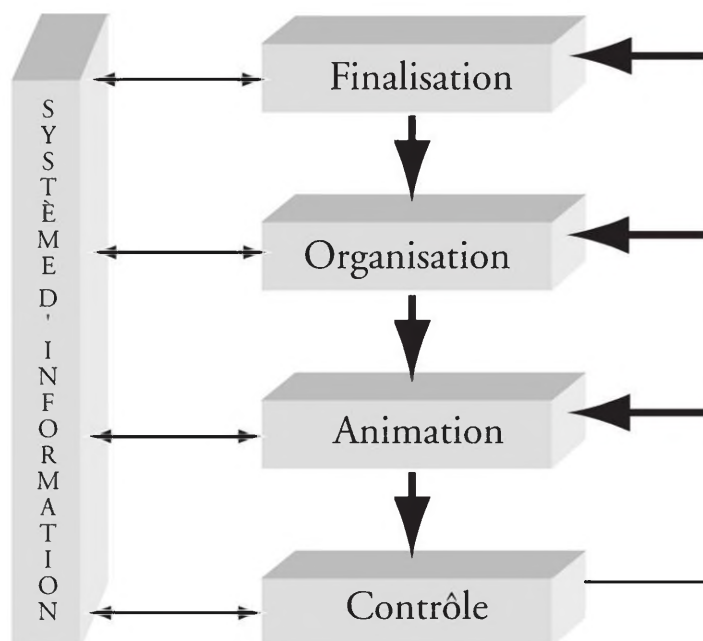 SYSTÈME D' INFORMATION
Finalisation
Organisation
Animation
Contrôle